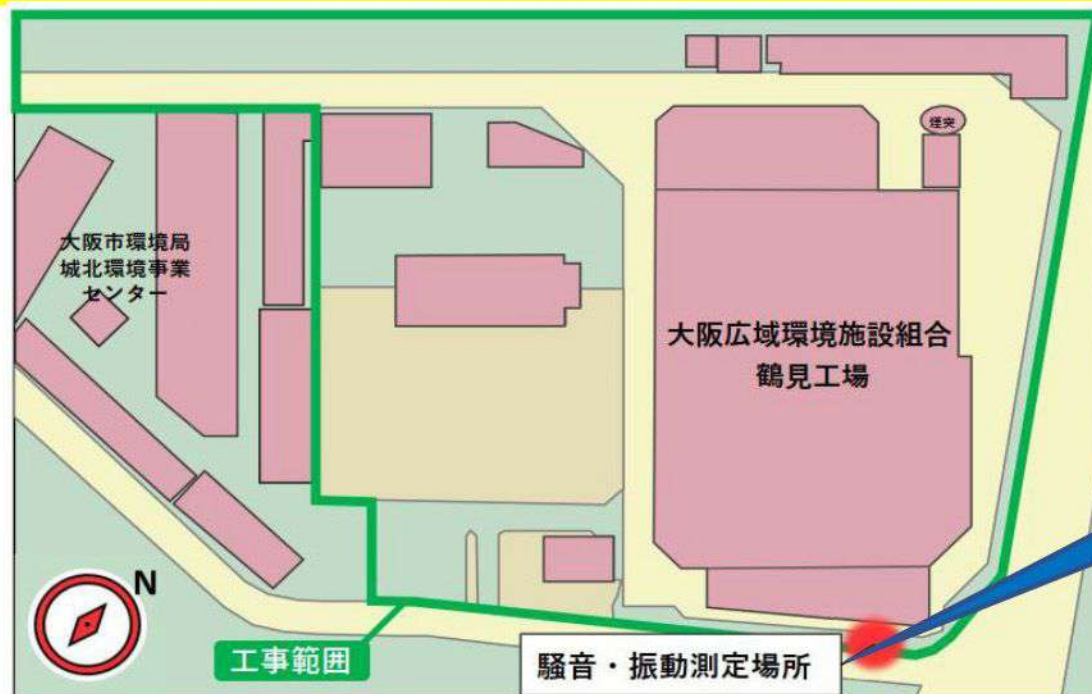 煙突
大阪市環境局
城北環境事業
センター
大阪広域環境施設組合
鶴見工場
N
工事範囲
騒音・振動測定場所